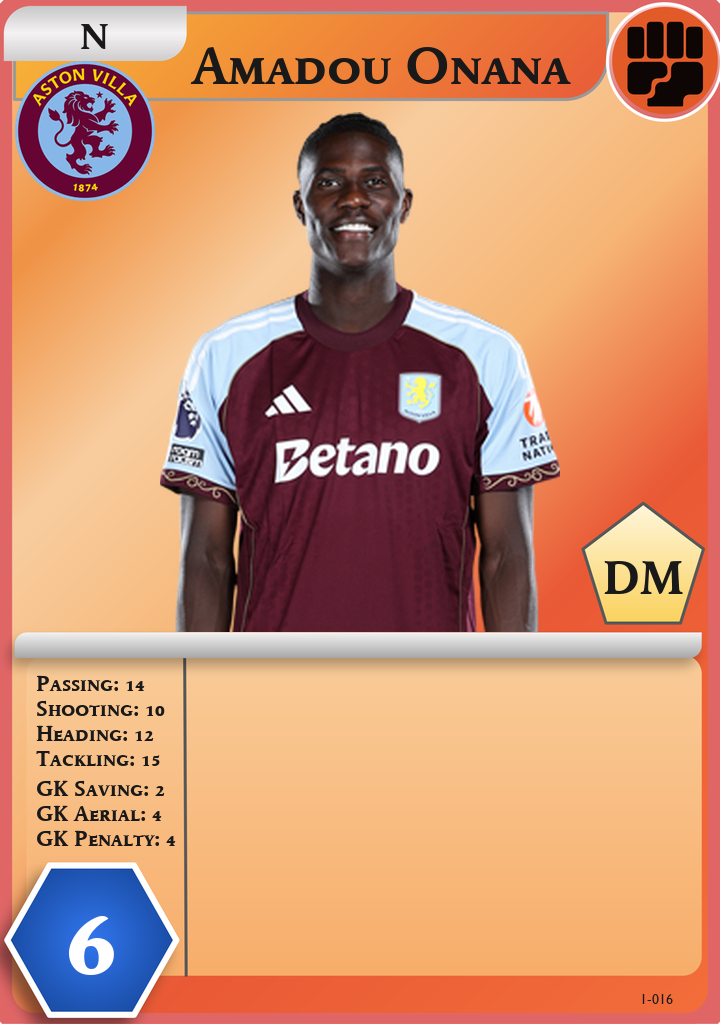 N
Amadou Onana
ASTON VILLA
1874
Betano
DM
Passing: 14
Shooting: 10
Heading: 12
Tackling: 15
GK Saving: 2
GK Aerial: 4
GK Penalty: 4
6
1-016